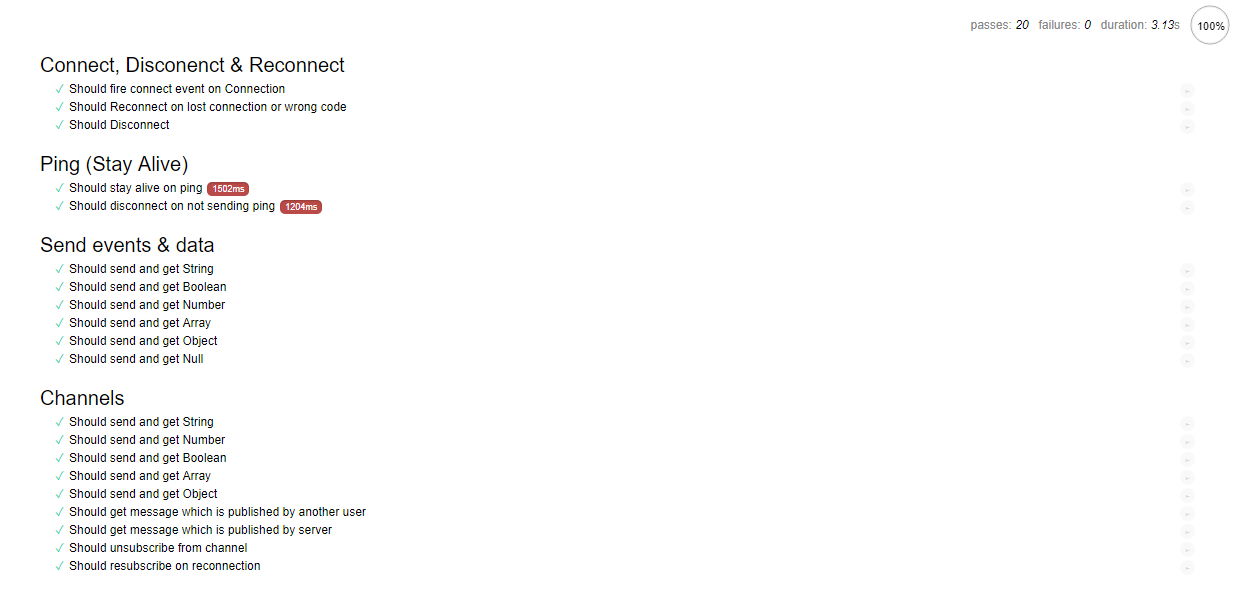 passes: 20 failures: 0 duration: 3.13s 100%
Connect, Disconenct & Reconnect
✓ Should fire connect event on Connection
✓ Should Reconnect on lost connection or wrong code
✓ Should Disconnect
Ping (Stay Alive)
✓ Should stay alive on ping 1502ms
✓ Should disconnect on not sending ping 1204ms
Send events & data
✓ Should send and get String
✓ Should send and get Boolean
✓ Should send and get Number
✓ Should send and get Array
✓ Should send and get Object
✓ Should send and get Null
Channels
✓ Should send and get String
✓ Should send and get Number
✓ Should send and get Boolean
✓ Should send and get Array
✓ Should send and get Object
✓ Should get message which is published by another user
✓ Should get message which is published by server
✓ Should unsubscribe from channel
✓ Should resubscribe on reconnection